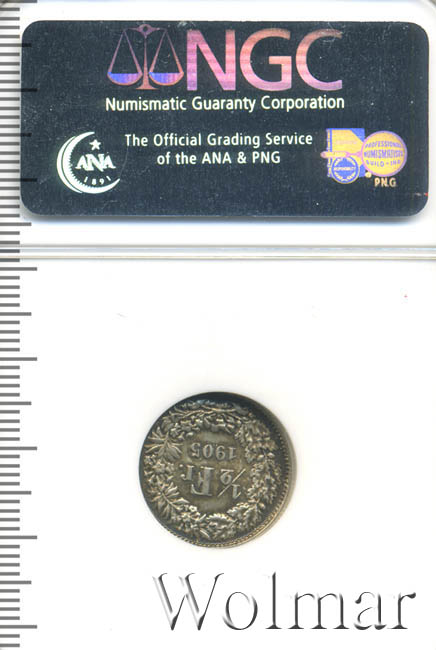 NGC
Numismatic Guaranty Corporation
The Official Grading Service
of the ANA & PNG
ANA
1891
PROFESSIONAL
NUMISMATISTS
GUILD • INC
PNG
1/2 Fr.
1905
Wolmar